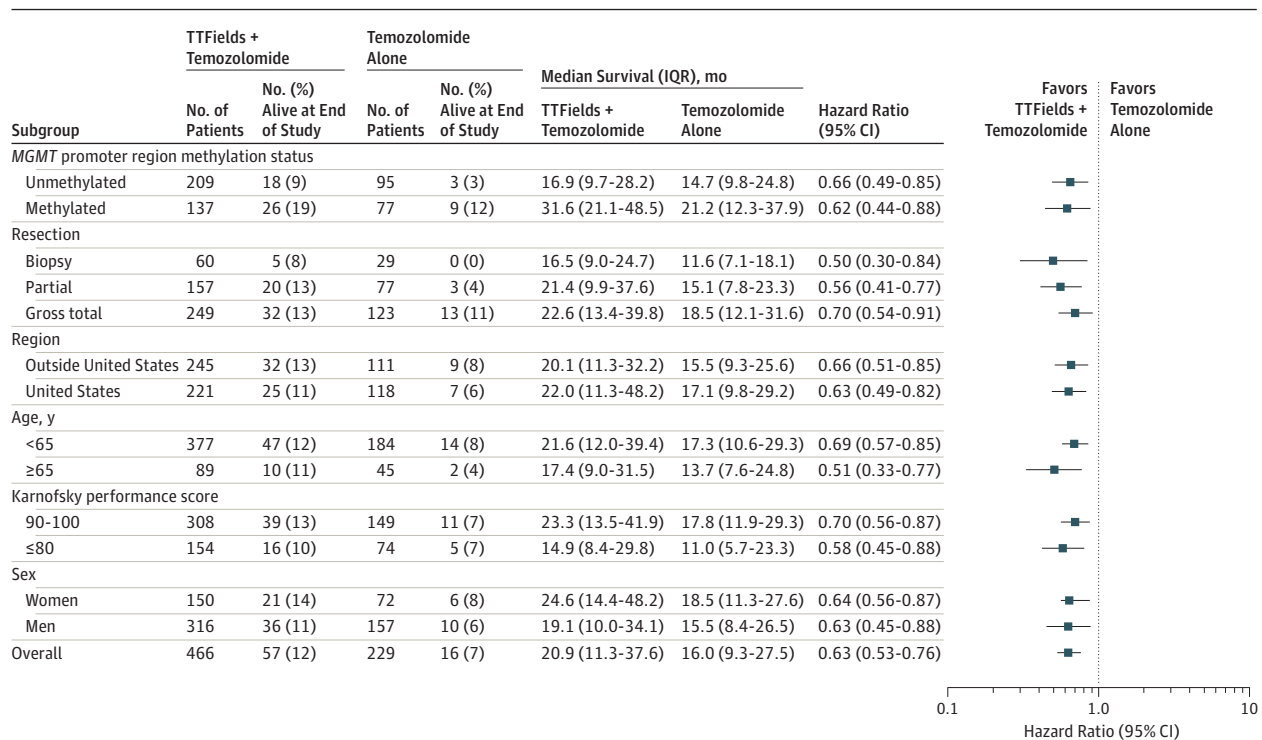 TTFields + Temozolomide
Temozolomide Alone
Median Survival (IQR), mo
Subgroup
No. of Patients
No. (%) Alive at End of Study
No. of Patients
No. (%) Alive at End of Study
TTFields + Temozolomide
Temozolomide Alone
Hazard Ratio (95% CI)
Favors TTFields + Temozolomide
Favors Temozolomide Alone
MGMT promoter region methylation status
Unmethylated 209 18 (9) 95 3 (3) 16.9 (9.7-28.2) 14.7 (9.8-24.8) 0.66 (0.49-0.85)
Methylated 137 26 (19) 77 9 (12) 31.6 (21.1-48.5) 21.2 (12.3-37.9) 0.62 (0.44-0.88)
Resection
Biopsy 60 5 (8) 29 0 (0) 16.5 (9.0-24.7) 11.6 (7.1-18.1) 0.50 (0.30-0.84)
Partial 157 20 (13) 77 3 (4) 21.4 (9.9-37.6) 15.1 (7.8-23.3) 0.56 (0.41-0.77)
Gross total 249 32 (13) 123 13 (11) 22.6 (13.4-39.8) 18.5 (12.1-31.6) 0.70 (0.54-0.91)
Region
Outside United States 245 32 (13) 111 9 (8) 20.1 (11.3-32.2) 15.5 (9.3-25.6) 0.66 (0.51-0.85)
United States 221 25 (11) 118 7 (6) 22.0 (11.3-48.2) 17.1 (9.8-29.2) 0.63 (0.49-0.82)
Age, y
<65 377 47 (12) 184 14 (8) 21.6 (12.0-39.4) 17.3 (10.6-29.3) 0.69 (0.57-0.85)
≥65 89 10 (11) 45 2 (4) 17.4 (9.0-31.5) 13.7 (7.6-24.8) 0.51 (0.33-0.77)
Karnofsky performance score
90-100 308 39 (13) 149 11 (7) 23.3 (13.5-41.9) 17.8 (11.9-29.3) 0.70 (0.56-0.87)
≤80 154 16 (10) 74 5 (7) 14.9 (8.4-29.8) 11.0 (5.7-23.3) 0.58 (0.45-0.88)
Sex
Women 150 21 (14) 72 6 (8) 24.6 (14.4-48.2) 18.5 (11.3-27.6) 0.64 (0.56-0.87)
Men 316 36 (11) 157 10 (6) 19.1 (10.0-34.1) 15.5 (8.4-26.5) 0.63 (0.45-0.88)
Overall 466 57 (12) 229 16 (7) 20.9 (11.3-37.6) 16.0 (9.3-27.5) 0.63 (0.53-0.76)
0.1 1.0 10
Hazard Ratio (95% CI)